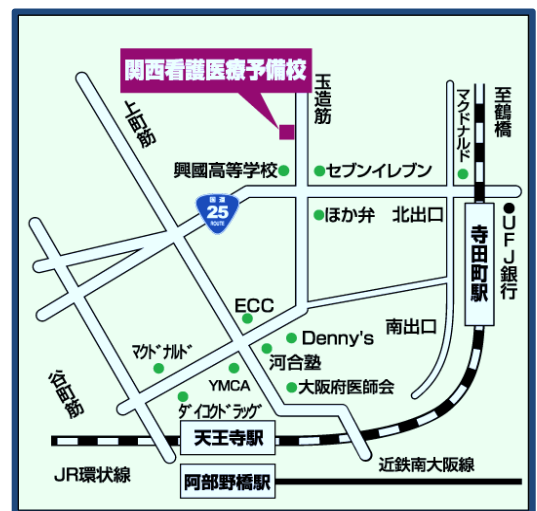 関西看護医療予備校
玉造筋
至鶴橋
マクドナルド
上町筋
興國高等学校
セブンイレブン
国道
25
ROUTE
ほか弁
北出口
UFJ銀行
寺田町駅
ECC
Denny's
南出口
マクドナルド
河合塾
YMCA
大阪府医師会
谷町筋
ダイコクドラッグ
天王寺駅
JR環状線
近鉄南大阪線
阿部野橋駅